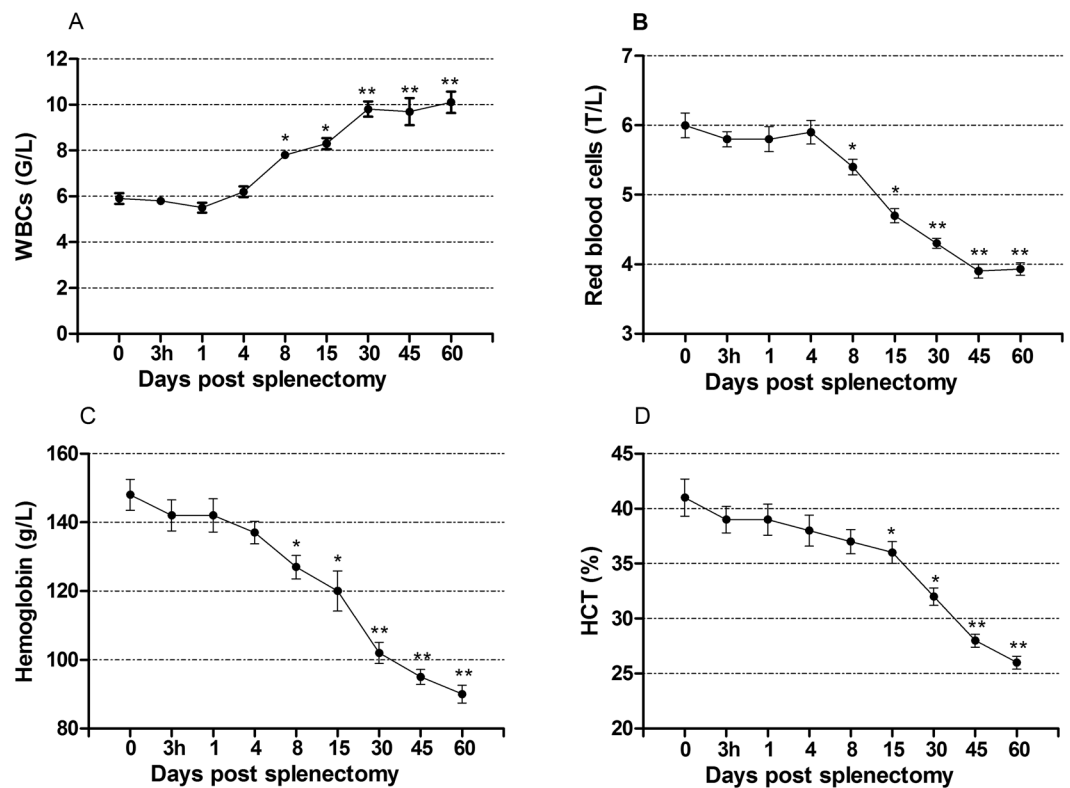 A
WBCs (G/L)
12
10
8
6
4
2
0
* * ** ** **
0 3h 1 4 8 15 30 45 60
Days post splenectomy
B
Red blood cells (T/L)
7
6
5
4
3
* * ** ** **
0 3h 1 4 8 15 30 45 60
Days post splenectomy
C
Hemoglobin (g/L)
160
140
120
100
80
* * ** ** **
0 3h 1 4 8 15 30 45 60
Days post splenectomy
D
HCT (%)
45
40
35
30
25
20
* * ** **
0 3h 1 4 8 15 30 45 60
Days post splenectomy